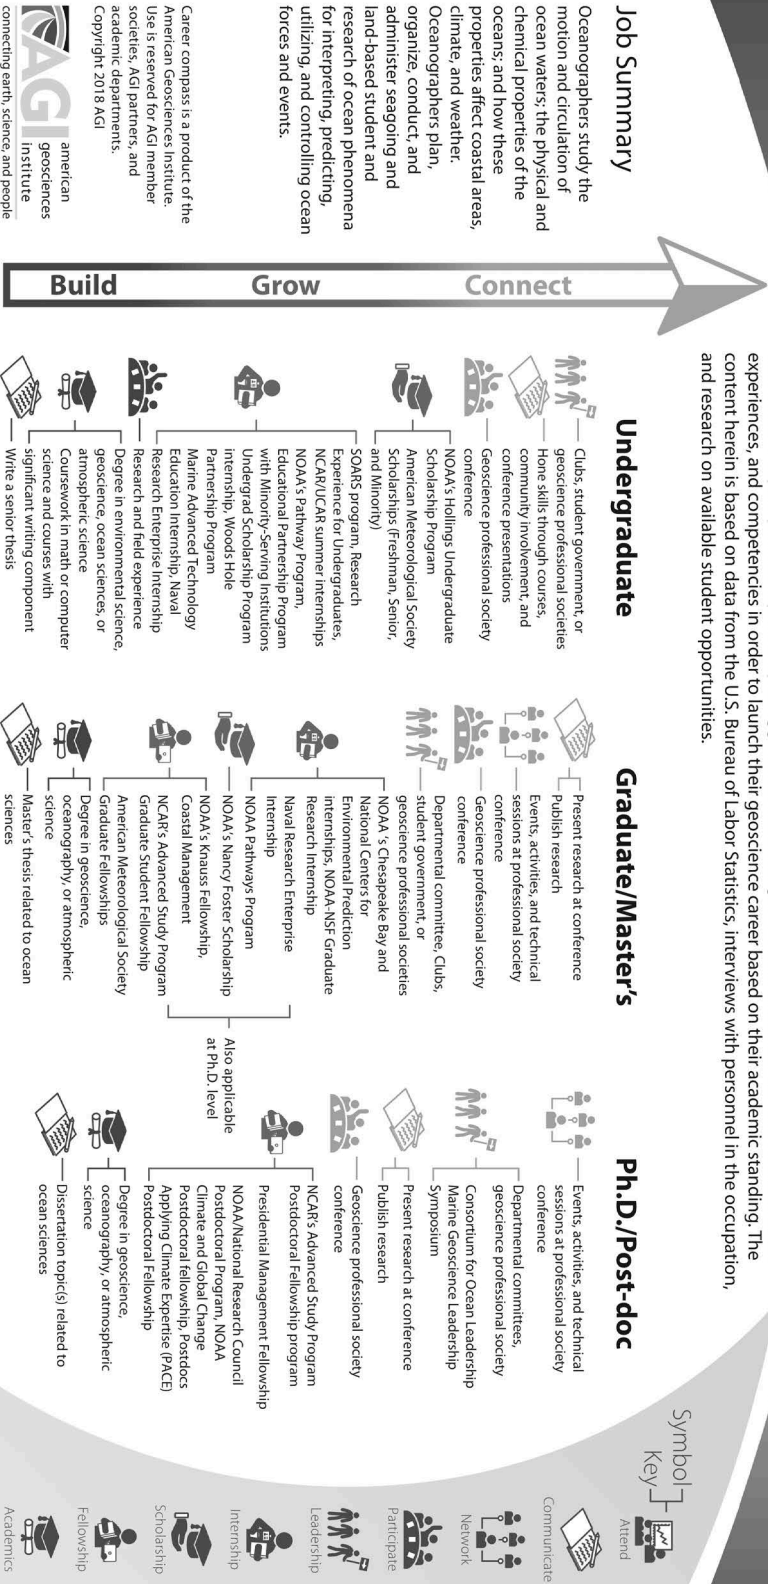 experiences, and competencies in order to launch their geoscience career based on their academic standing. The
content herein is based on data from the U.S. Bureau of Labor Statistics, interviews with personnel in the occupation,
and research on available student opportunities.
Job Summary
Oceanographers study the
motion and circulation of
ocean waters; the physical and
chemical properties of the
oceans; and how these
properties affect coastal areas,
climate, and weather.
Oceanographers plan,
organize, conduct, and
administer seagoing and
land-based student and
research of ocean phenomena
for interpreting, predicting,
utilizing, and controlling ocean
forces and events.
Career compass is a product of the
American Geosciences Institute.
Use is reserved for AGI member
societies, AGI partners, and
academic departments.
Copyright 2018 AGI
AGI
american
geosciences
institute
connecting earth, science, and people
Connect
Grow
Build
Undergraduate
Clubs, student government, or
geoscience professional societies
Hone skills through courses,
community involvement, and
conference presentations
Geoscience professional society
conference
NOAA's Hollings Undergraduate
Scholarship Program
American Meteorological Society
Scholarships (Freshman, Senior,
and Minority)
SOARS program, Research
Experience for Undergraduates,
NCAR/UCAR summer internships
NOAA's Pathway Program,
Educational Partnership Program
with Minority-Serving Institutions
Undergrad Scholarship Program
internship, Woods Hole
Partnership Program
Marine Advanced Technology
Education Internship, Naval
Research Enterprise Internship
Research and field experience
Degree in environmental science,
geoscience, ocean sciences, or
atmospheric science
Coursework in math or computer
science and courses with
significant writing component
Write a senior thesis
Graduate/Master's
Present research at conference
Publish research
Events, activities, and technical
sessions at professional society
conference
Geoscience professional society
conference
Departmental committee, Clubs,
student government, or
geoscience professional societies
NOAA 's Chesapeake Bay and
National Centers for
Environmental Prediction
internships, NOAA-NSF Graduate
Research Internship
Naval Research Enterprise
Internship
NOAA Pathways Program
NOAA's Nancy Foster Scholarship
NOAA's Knauss Fellowship,
Coastal Management
NCAR's Advanced Study Program
Graduate Student Fellowship
American Meteorological Society
Graduate Fellowships
Degree in geoscience,
oceanography, or atmospheric
science
Master's thesis related to ocean
sciences
Also applicable
at Ph.D. level
Ph.D./Post-doc
Events, activities, and technical
sessions at professional society
conference
Departmental committees,
geoscience professional society
Consortium for Ocean Leadership
Marine Geoscience Leadership
Symposium
Present research at conference
Publish research
Geoscience professional society
conference
NCAR's Advanced Study Program
Postdoctoral Fellowship program
Presidential Management Fellowship
NOAA/National Research Council
Postdoctoral Program, NOAA
Climate and Global Change
Postdoctoral fellowship, Postdocs
Applying Climate Expertise (PACE)
Postdoctoral Fellowship
Degree in geoscience,
oceanography, or atmospheric
science
Dissertation topic(s) related to
ocean sciences
Symbol
Key
Attend
Communicate
Network
Participate
Leadership
Internship
Scholarship
Fellowship
Academics